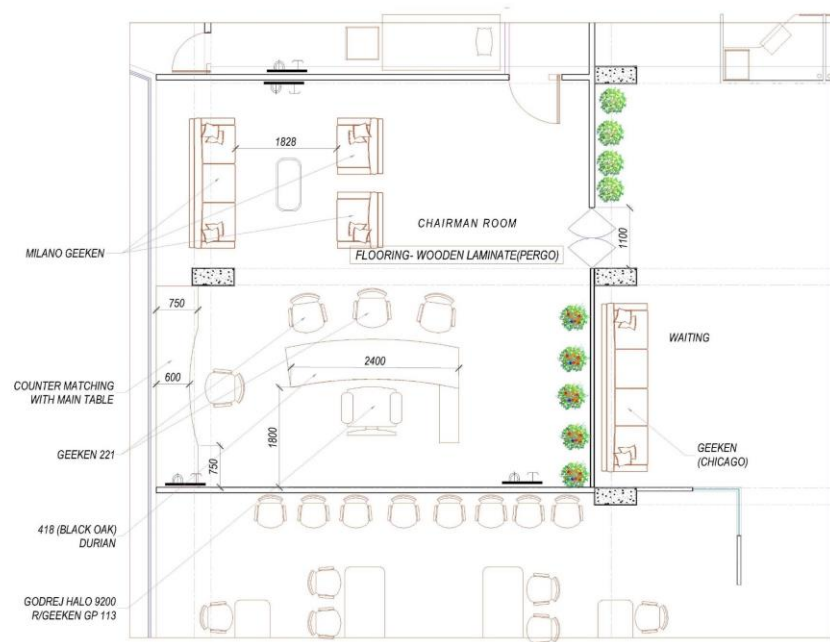 1828
CHAIRMAN ROOM
MILANO GEEKEN
FLOORING- WOODEN LAMINATE(PERGO)
1100
750
WAITING
2400
600
COUNTER MATCHING
WITH MAIN TABLE
1800
GEEKEN 221
750
GEEKEN
(CHICAGO)
418 (BLACK OAK)
DURIAN
GODREJ HALO 9200
R/GEEKEN GP 113